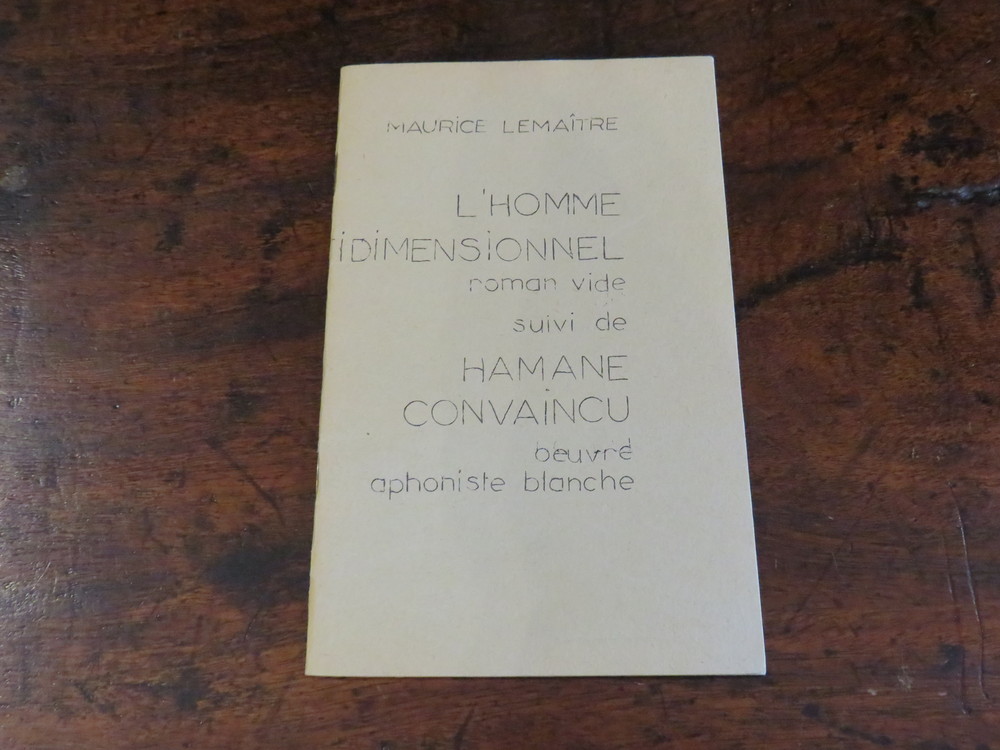 MAURICE LEMAÎTRE
L'HOMME
IDIMENSIONNEL
roman vide
suivi de
HAMANE
CONVAINCU
oeuvre
aphoniste blanche